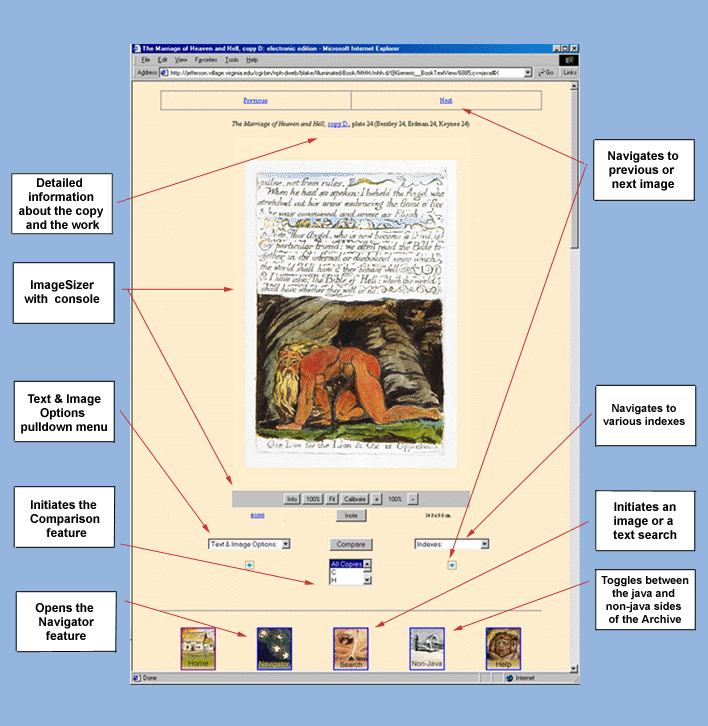 The Marriage of Heaven and Hell, copy D: electronic edition - Microsoft Internet Explorer
File Edit View Favorites Tools Help
Address http://jefferson.village.virginia.edu/cgi-bin/nph-dweb/blake/Illuminated-Book/MHH/mhh.d/@Generic__BookTextView/6885;cv=java#X Go Links
Previous Next
The Marriage of Heaven and Hell, copy D, plate 24 (Bentley 24, Erdman 24, Keynes 24)
Navigates to
previous or
next image
Detailed
information
about the copy
and the work
pulse, not from rules.
When he had so spoken: I beheld the Angel who
stretched out his arms embracing the flame of fire
& he was consumed and arose as Elijah.
Note This Angel, who is now become a Devil, is
my particular friend: we often read the Bible to-
gether in its infernal or diabolical sense which
the world shall have if they behave well
I have also: The Bible of Hell: which the world
shall have whether they will or no.
One Law for the Lion & Ox is Oppression
ImageSizer
with console
Text & Image
Options
pulldown menu
Navigates to
various indexes
Info 100% Fit Calibrate + 100% -
Inote
Initiates the
Comparison
feature
Initiates an
image or a
text search
Text & Image Options: Compare Indexes:
All Copies
C
H
Toggles between
the java and
non-java sides
of the Archive
Opens the
Navigator
feature
Home Navigator Search Non-Java Help
Done Internet